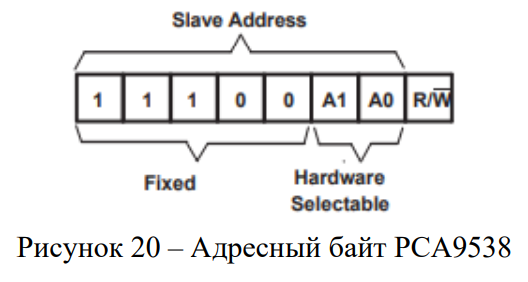 Slave Address
1 1 1 0 0 A1 A0 R/W̅
Fixed
Hardware
Selectable
Рисунок 20 – Адресный байт PCA9538